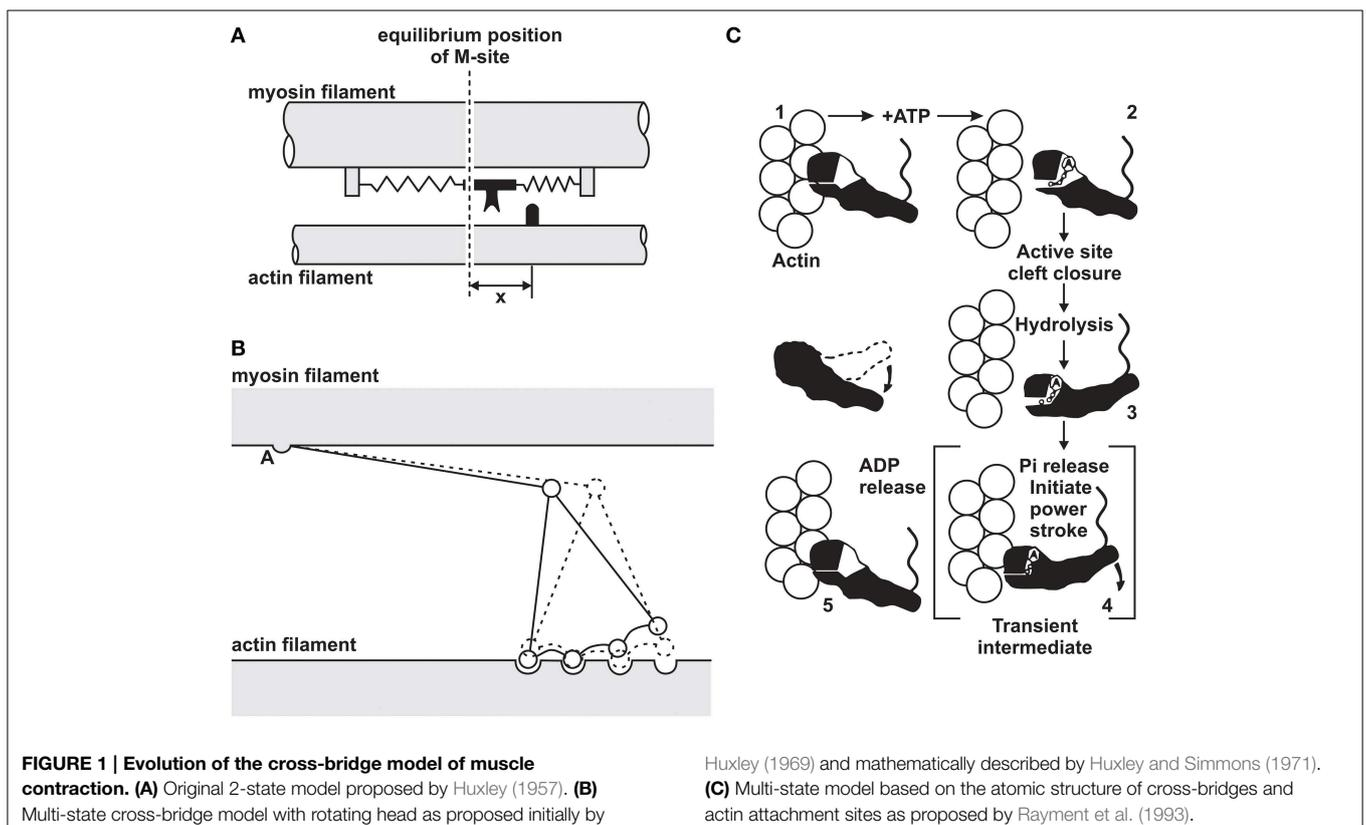 A
equilibrium position
of M-site
myosin filament
actin filament
x
B
myosin filament
A
actin filament
C
1
+ATP
2
A
Actin
Active site
cleft closure
Hydrolysis
A
3
ADP
release
Pi release
Initiate
power
stroke
A
5
4
Transient
intermediate
FIGURE 1 | Evolution of the cross-bridge model of muscle
contraction. (A) Original 2-state model proposed by Huxley (1957). (B)
Multi-state cross-bridge model with rotating head as proposed initially by
Huxley (1969) and mathematically described by Huxley and Simmons (1971).
(C) Multi-state model based on the atomic structure of cross-bridges and
actin attachment sites as proposed by Rayment et al. (1993).